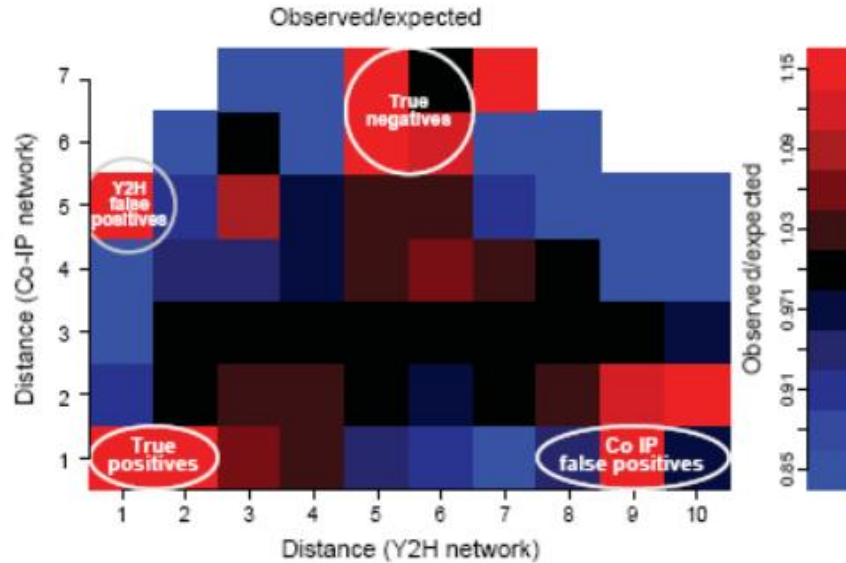 Observed/expected
7
6
5
4
3
2
1
Distance (Co-IP network)
True
negatives
Y2H
false
positives
True
positives
Co IP
false positives
1 2 3 4 5 6 7 8 9 10
Distance (Y2H network)
Observed/expected
1.15
1.09
1.03
0.971
0.91
0.85